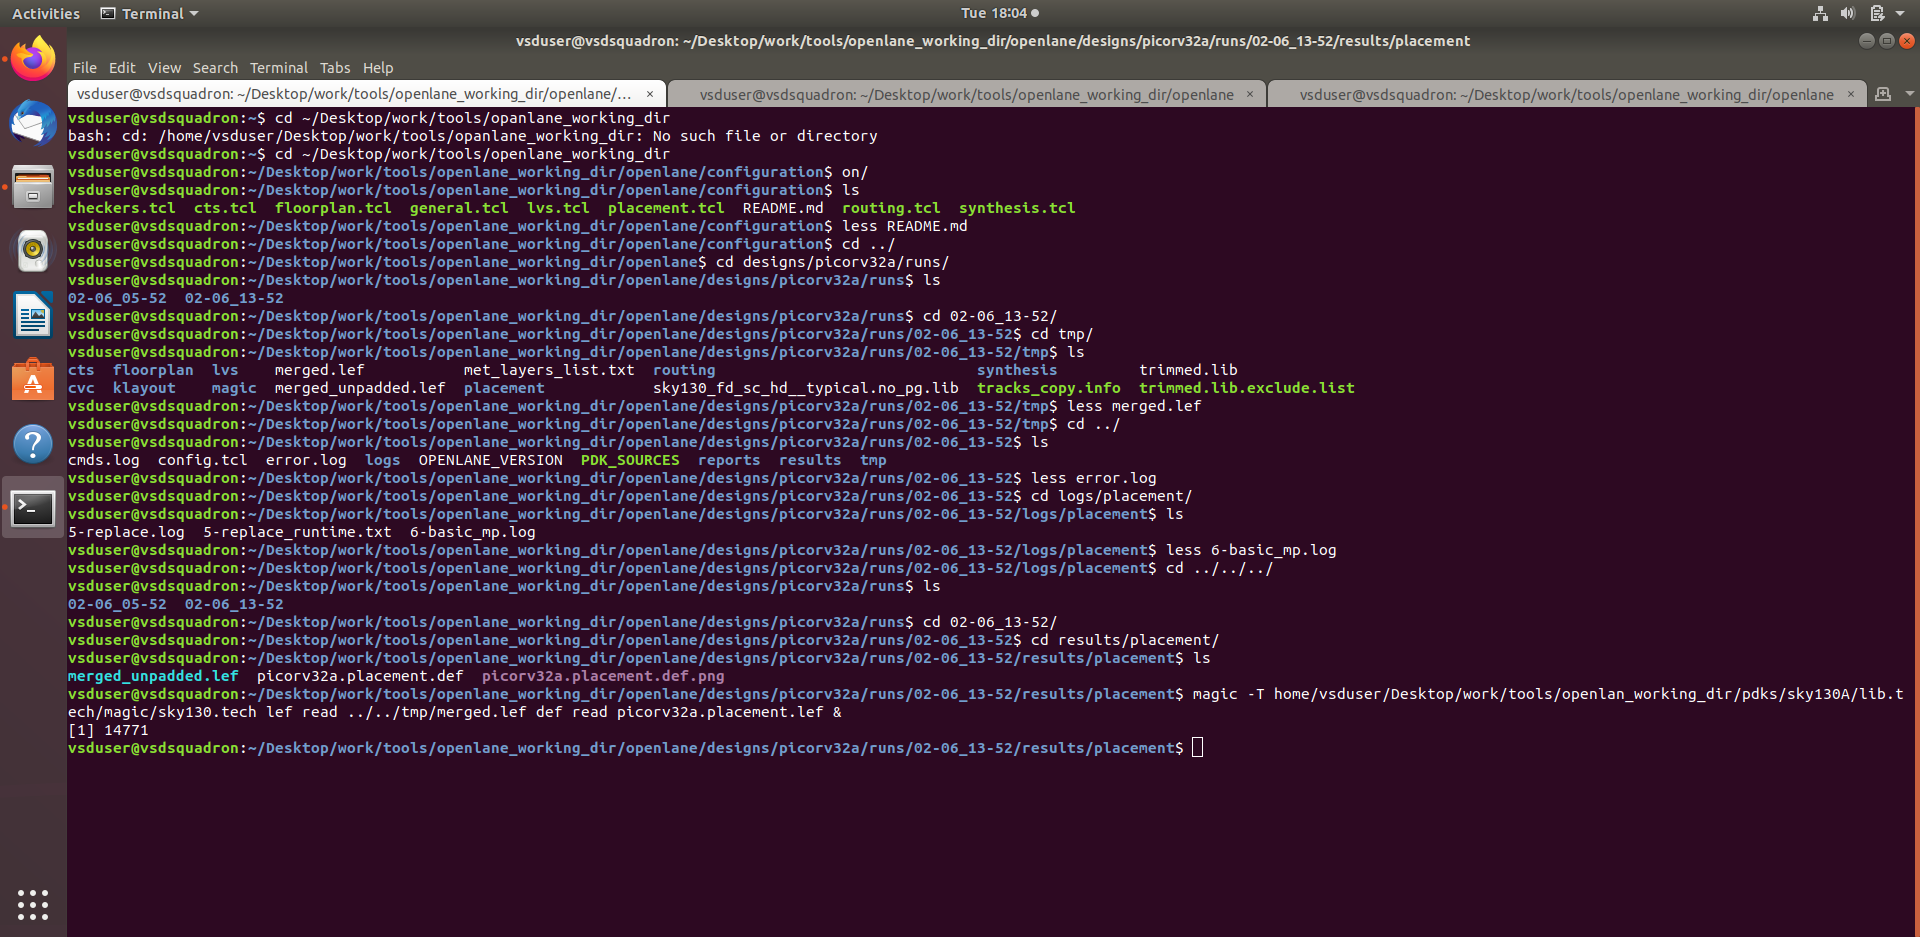 Activities Terminal Tue 18:04
vsduser@vsdsquadron: ~/Desktop/work/tools/openlane_working_dir/openlane/designs/picorv32a/runs/02-06_13-52/results/placement
File Edit View Search Terminal Tabs Help
vsduser@vsdsquadron: ~/Desktop/work/tools/openlane_working_dir/openlane/... × vsduser@vsdsquadron: ~/Desktop/work/tools/openlane_working_dir/openlane × vsduser@vsdsquadron: ~/Desktop/work/tools/openlane_working_dir/openlane ×
vsduser@vsdsquadron:~$ cd ~/Desktop/work/tools/opanlane_working_dir
bash: cd: /home/vsduser/Desktop/work/tools/opanlane_working_dir: No such file or directory
vsduser@vsdsquadron:~$ cd ~/Desktop/work/tools/openlane_working_dir
vsduser@vsdsquadron:~/Desktop/work/tools/openlane_working_dir/openlane/configuration$ on/
vsduser@vsdsquadron:~/Desktop/work/tools/openlane_working_dir/openlane/configuration$ ls
checkers.tcl  cts.tcl  floorplan.tcl  general.tcl  lvs.tcl  placement.tcl  README.md  routing.tcl  synthesis.tcl
vsduser@vsdsquadron:~/Desktop/work/tools/openlane_working_dir/openlane/configuration$ less README.md
vsduser@vsdsquadron:~/Desktop/work/tools/openlane_working_dir/openlane/configuration$ cd ../
vsduser@vsdsquadron:~/Desktop/work/tools/openlane_working_dir/openlane$ cd designs/picorv32a/runs/
vsduser@vsdsquadron:~/Desktop/work/tools/openlane_working_dir/openlane/designs/picorv32a/runs$ ls
02-06_05-52  02-06_13-52
vsduser@vsdsquadron:~/Desktop/work/tools/openlane_working_dir/openlane/designs/picorv32a/runs$ cd 02-06_13-52/
vsduser@vsdsquadron:~/Desktop/work/tools/openlane_working_dir/openlane/designs/picorv32a/runs/02-06_13-52$ cd tmp/
vsduser@vsdsquadron:~/Desktop/work/tools/openlane_working_dir/openlane/designs/picorv32a/runs/02-06_13-52/tmp$ ls
cts  floorplan  lvs    merged.lef           met_layers_list.txt  routing                             synthesis         trimmed.lib
cvc  klayout    magic  merged_unpadded.lef  placement            sky130_fd_sc_hd__typical.no_pg.lib  tracks_copy.info  trimmed.lib.exclude.list
vsduser@vsdsquadron:~/Desktop/work/tools/openlane_working_dir/openlane/designs/picorv32a/runs/02-06_13-52/tmp$ less merged.lef
vsduser@vsdsquadron:~/Desktop/work/tools/openlane_working_dir/openlane/designs/picorv32a/runs/02-06_13-52/tmp$ cd ../
vsduser@vsdsquadron:~/Desktop/work/tools/openlane_working_dir/openlane/designs/picorv32a/runs/02-06_13-52$ ls
cmds.log  config.tcl  error.log  logs  OPENLANE_VERSION  PDK_SOURCES  reports  results  tmp
vsduser@vsdsquadron:~/Desktop/work/tools/openlane_working_dir/openlane/designs/picorv32a/runs/02-06_13-52$ less error.log
vsduser@vsdsquadron:~/Desktop/work/tools/openlane_working_dir/openlane/designs/picorv32a/runs/02-06_13-52$ cd logs/placement/
vsduser@vsdsquadron:~/Desktop/work/tools/openlane_working_dir/openlane/designs/picorv32a/runs/02-06_13-52/logs/placement$ ls
5-replace.log  5-replace_runtime.txt  6-basic_mp.log
vsduser@vsdsquadron:~/Desktop/work/tools/openlane_working_dir/openlane/designs/picorv32a/runs/02-06_13-52/logs/placement$ less 6-basic_mp.log
vsduser@vsdsquadron:~/Desktop/work/tools/openlane_working_dir/openlane/designs/picorv32a/runs/02-06_13-52/logs/placement$ cd ../../../
vsduser@vsdsquadron:~/Desktop/work/tools/openlane_working_dir/openlane/designs/picorv32a/runs$ ls
02-06_05-52  02-06_13-52
vsduser@vsdsquadron:~/Desktop/work/tools/openlane_working_dir/openlane/designs/picorv32a/runs$ cd 02-06_13-52/
vsduser@vsdsquadron:~/Desktop/work/tools/openlane_working_dir/openlane/designs/picorv32a/runs/02-06_13-52$ cd results/placement/
vsduser@vsdsquadron:~/Desktop/work/tools/openlane_working_dir/openlane/designs/picorv32a/runs/02-06_13-52/results/placement$ ls
merged_unpadded.lef  picorv32a.placement.def  picorv32a.placement.def.png
vsduser@vsdsquadron:~/Desktop/work/tools/openlane_working_dir/openlane/designs/picorv32a/runs/02-06_13-52/results/placement$ magic -T home/vsduser/Desktop/work/tools/openlan_working_dir/pdks/sky130A/lib.t
ech/magic/sky130.tech lef read ../../tmp/merged.lef def read picorv32a.placement.lef &
[1] 14771
vsduser@vsdsquadron:~/Desktop/work/tools/openlane_working_dir/openlane/designs/picorv32a/runs/02-06_13-52/results/placement$